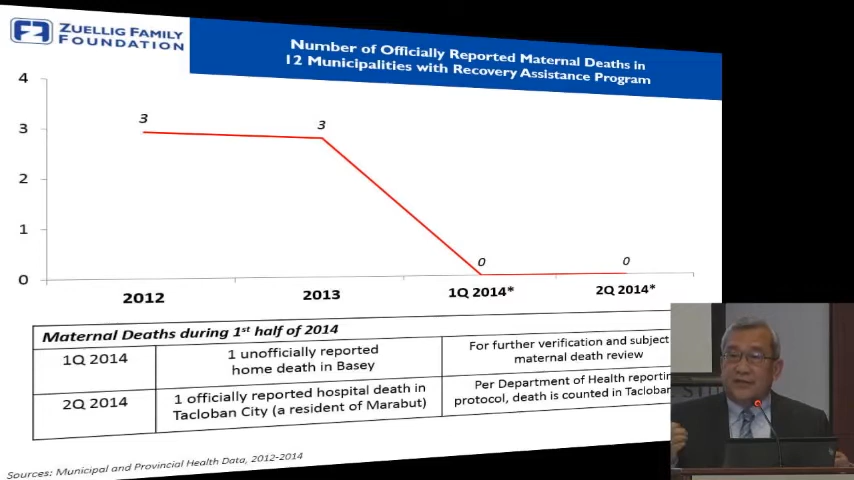 ZUELLIG FAMILY
FOUNDATION
Number of Officially Reported Maternal Deaths in
12 Municipalities with Recovery Assistance Program
4
3
2
1
0
3
3
0
0
2012
2013
1Q 2014*
2Q 2014*
Maternal Deaths during 1st half of 2014
1Q 2014
1 unofficially reported
home death in Basey
For further verification and subject
maternal death review
2Q 2014
1 officially reported hospital death in
Tacloban City (a resident of Marabut)
Per Department of Health reportin
protocol, death is counted in Tacloba
Sources: Municipal and Provincial Health Data, 2012-2014